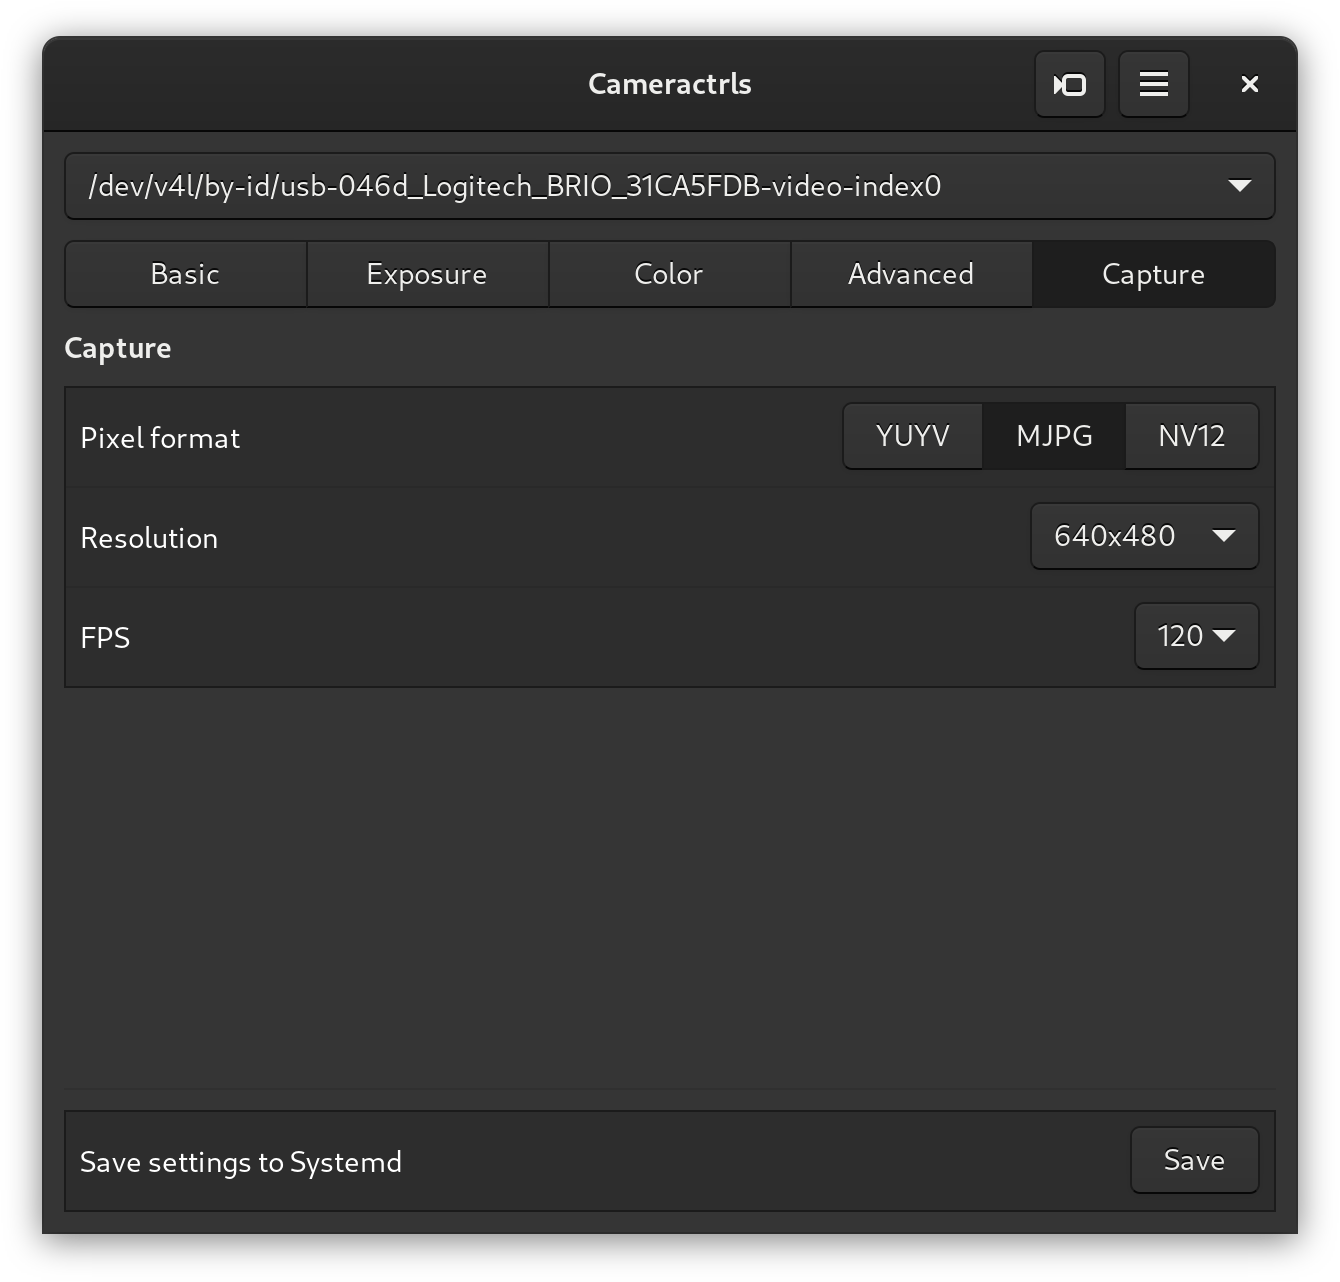 Cameractrls
/dev/v4l/by-id/usb-046d_Logitech_BRIO_31CA5FDB-video-index0
Basic Exposure Color Advanced Capture
Capture
Pixel format YUYV MJPG NV12
Resolution 640x480
FPS 120
Save settings to Systemd Save